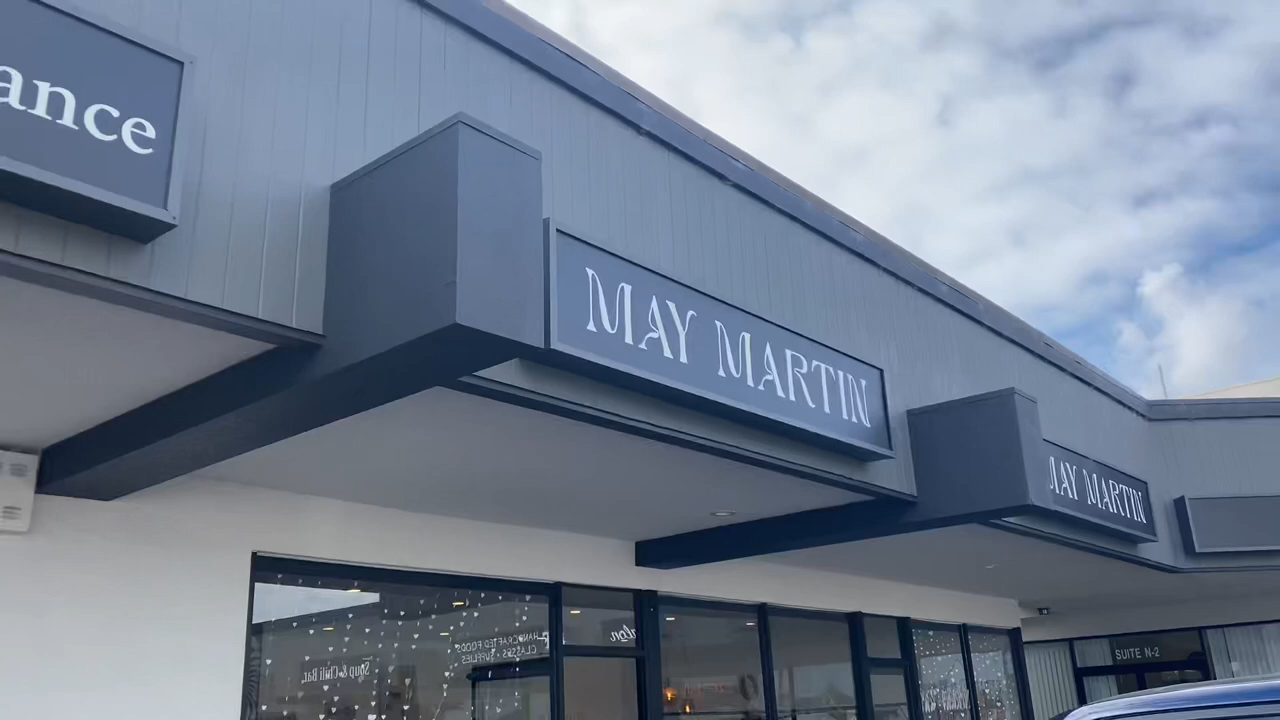 ance
MAY MARTIN
MAY MARTIN
HANDCRAFTED FOODS
CLASSES SUPPLIES
Soup & Chili Bar
SUITE N-2